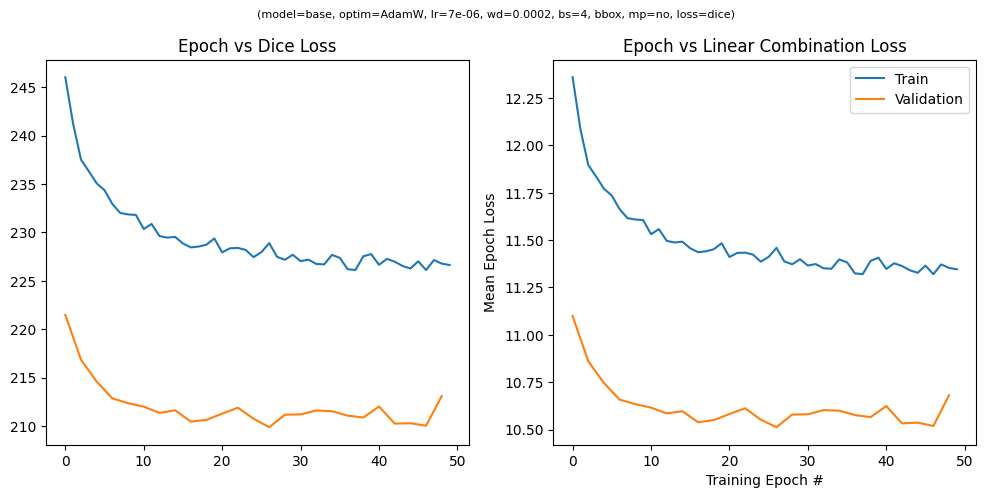 (model=base, optim=AdamW, lr=7e-06, wd=0.0002, bs=4, bbox, mp=no, loss=dice)
Epoch vs Dice Loss
245
240
235
230
225
220
215
210
0 10 20 30 40 50
Epoch vs Linear Combination Loss
Train
Validation
Mean Epoch Loss
12.25
12.00
11.75
11.50
11.25
11.00
10.75
10.50
0 10 20 30 40 50
Training Epoch #